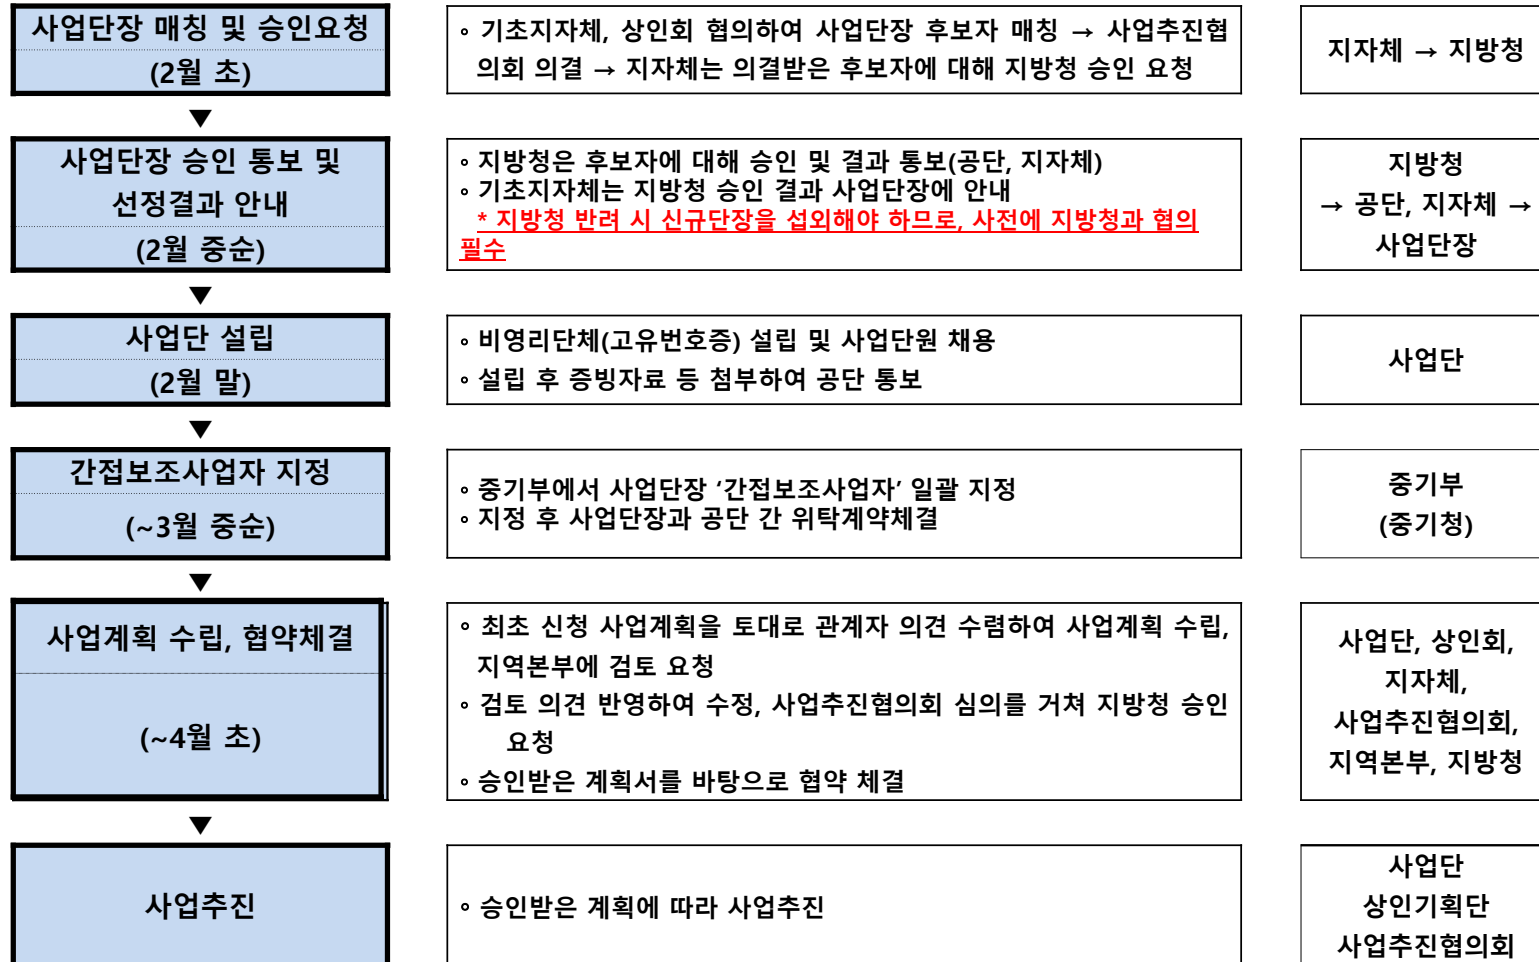 사업단장 매칭 및 승인요청
(2월 초)
◦ 기초지자체, 상인회 협의하여 사업단장 후보자 매칭 → 사업추진협
의회 의결 → 지자체는 의결받은 후보자에 대해 지방청 승인 요청
지자체 → 지방청
▼
사업단장 승인 통보 및
선정결과 안내
(2월 중순)
◦ 지방청은 후보자에 대해 승인 및 결과 통보(공단, 지자체)
◦ 기초지자체는 지방청 승인 결과 사업단장에 안내
* 지방청 반려 시 신규단장을 섭외해야 하므로, 사전에 지방청과 협의
필수
지방청
→ 공단, 지자체 →
사업단장
▼
사업단 설립
(2월 말)
◦ 비영리단체(고유번호증) 설립 및 사업단원 채용
◦ 설립 후 증빙자료 등 첨부하여 공단 통보
사업단
▼
간접보조사업자 지정
(~3월 중순)
◦ 중기부에서 사업단장 ‘간접보조사업자’ 일괄 지정
◦ 지정 후 사업단장과 공단 간 위탁계약체결
중기부
(중기청)
▼
사업계획 수립, 협약체결
(~4월 초)
◦ 최초 신청 사업계획을 토대로 관계자 의견 수렴하여 사업계획 수립,
지역본부에 검토 요청
◦ 검토 의견 반영하여 수정, 사업추진협의회 심의를 거쳐 지방청 승인
요청
◦ 승인받은 계획서를 바탕으로 협약 체결
사업단, 상인회,
지자체,
사업추진협의회,
지역본부, 지방청
▼
사업추진
◦ 승인받은 계획에 따라 사업추진
사업단
상인기획단
사업추진협의회